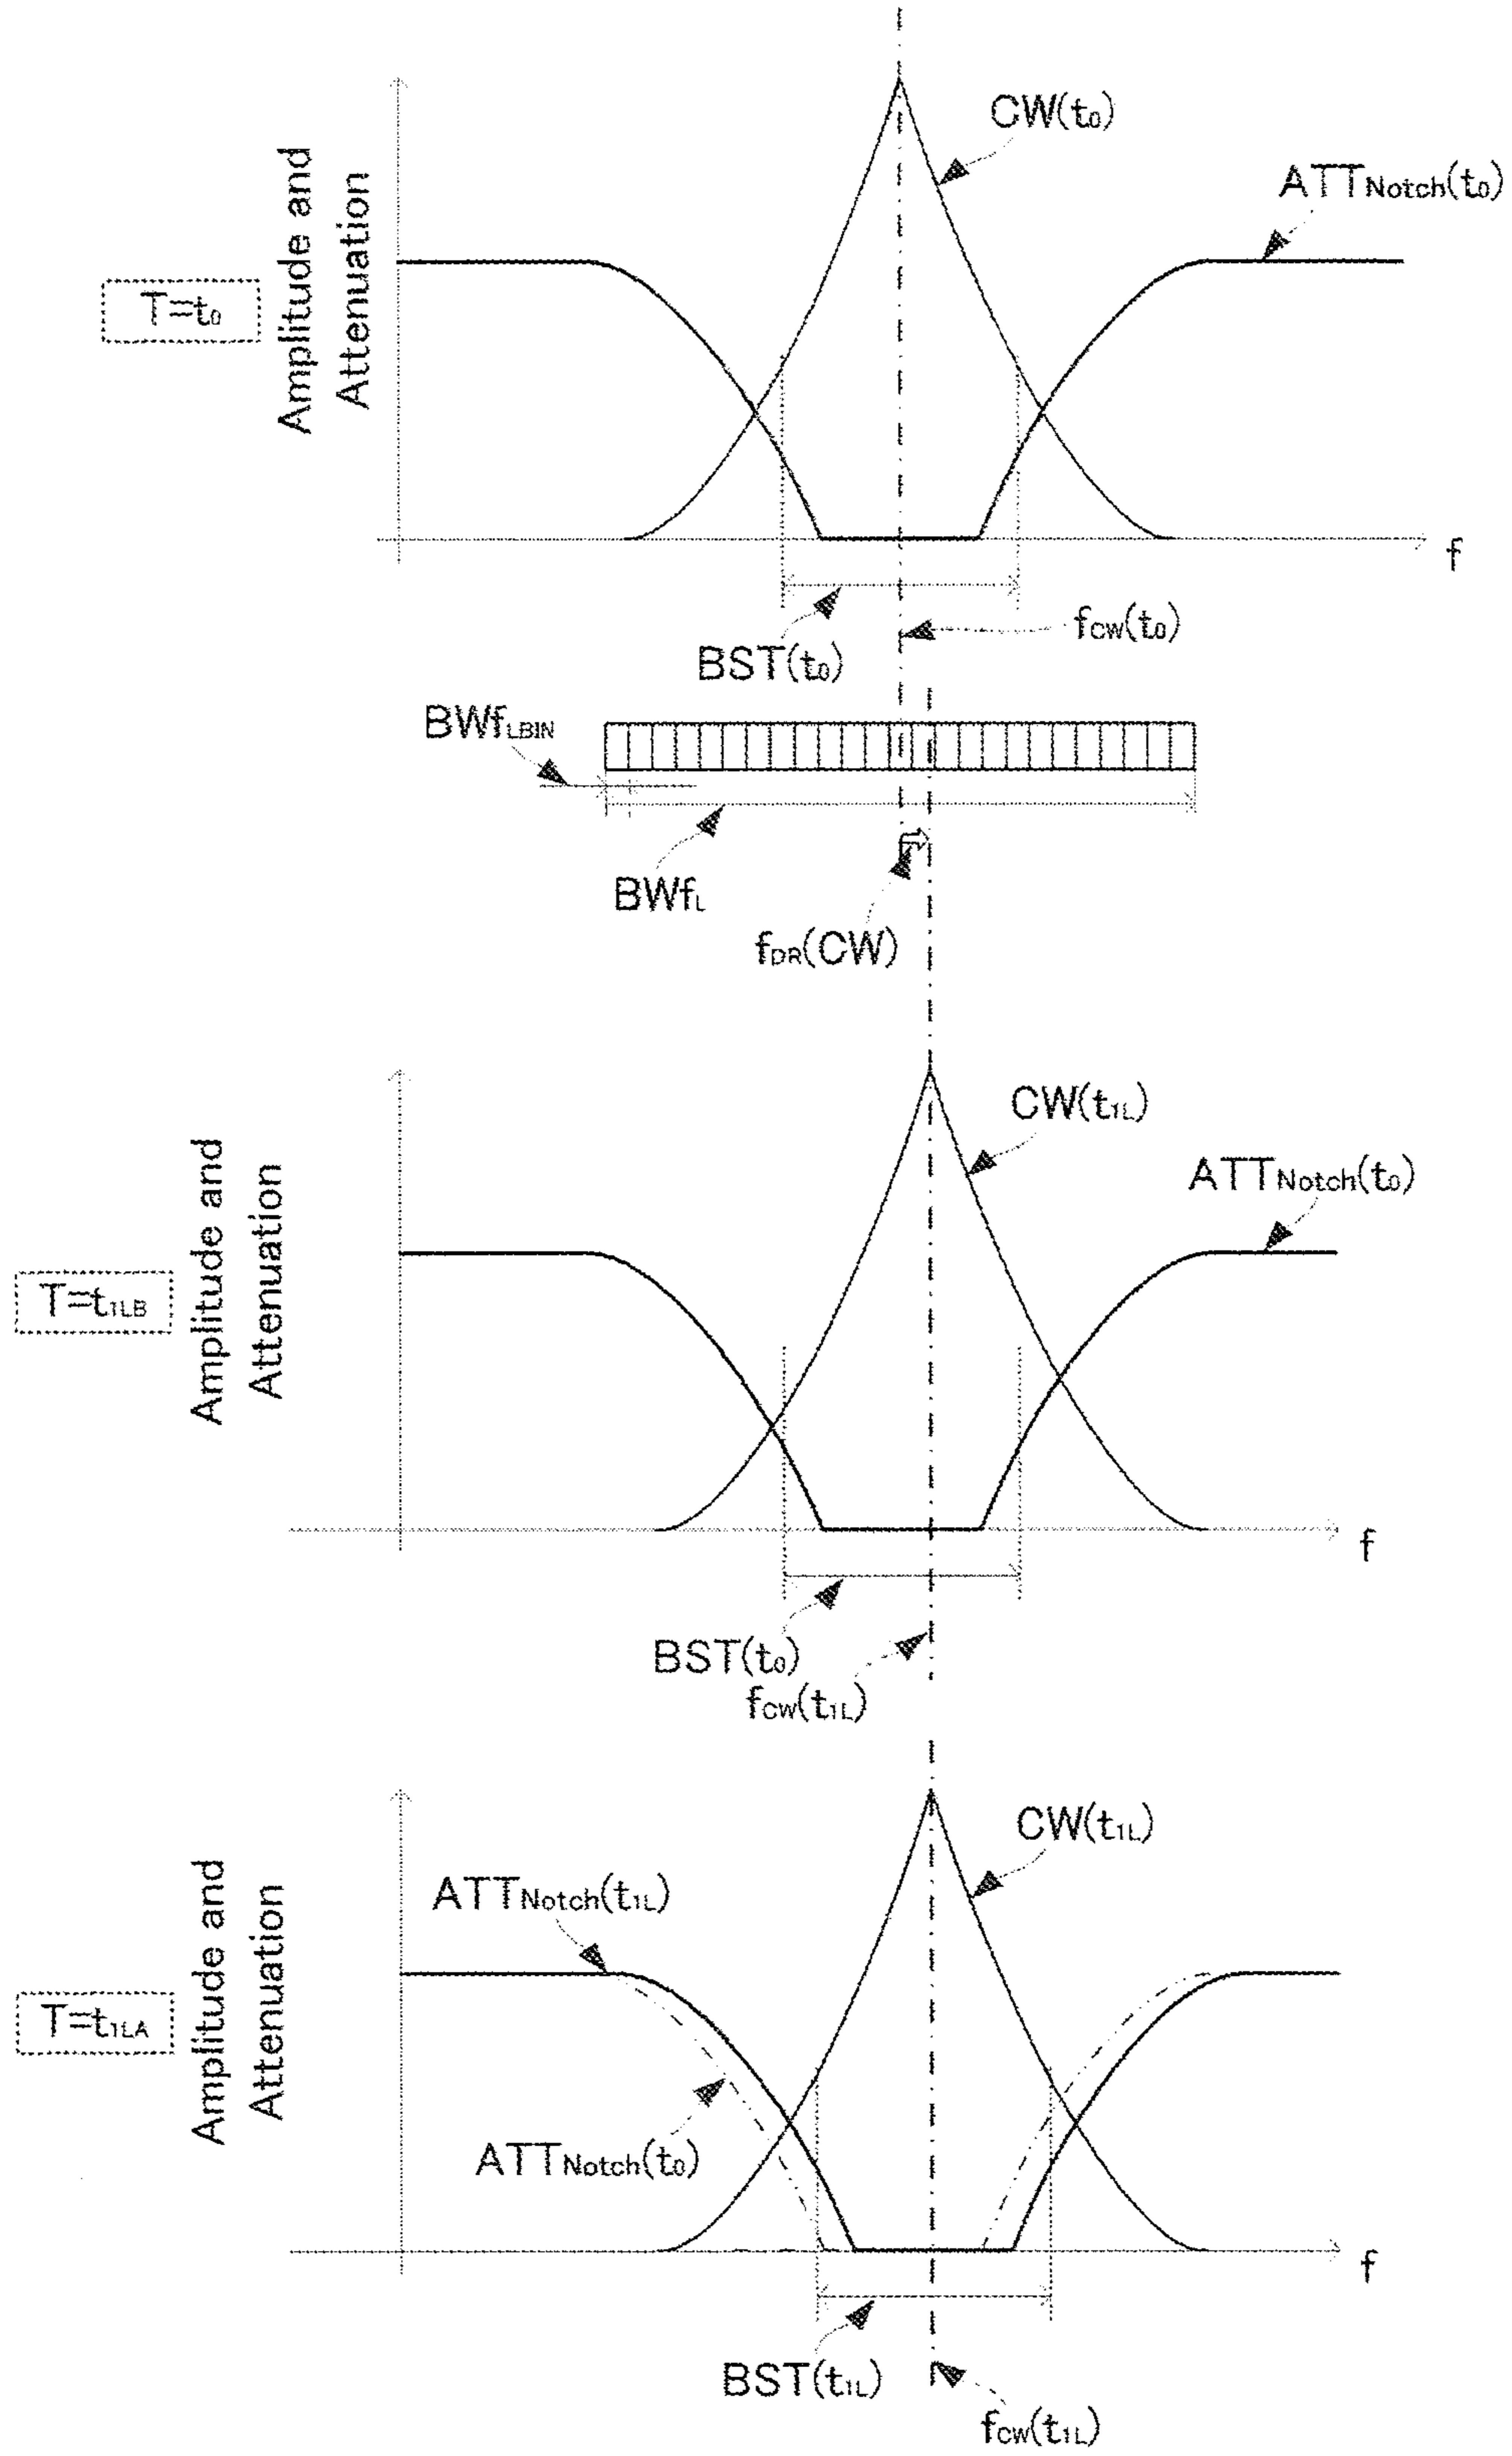 CW(t0)
ATTNotch(t0)
T=t0
Amplitude and
Attenuation
f
BST(t0)
fCW(t0)
BWfLBIN
BWfL
fDR(CW)
CW(t1L)
ATTNotch(t0)
T=t1LB
Amplitude and
Attenuation
f
BST(t0)
fCW(t1L)
CW(t1L)
ATTNotch(t1L)
T=t1LA
Amplitude and
Attenuation
ATTNotch(t0)
f
BST(t1L)
fCW(t1L)